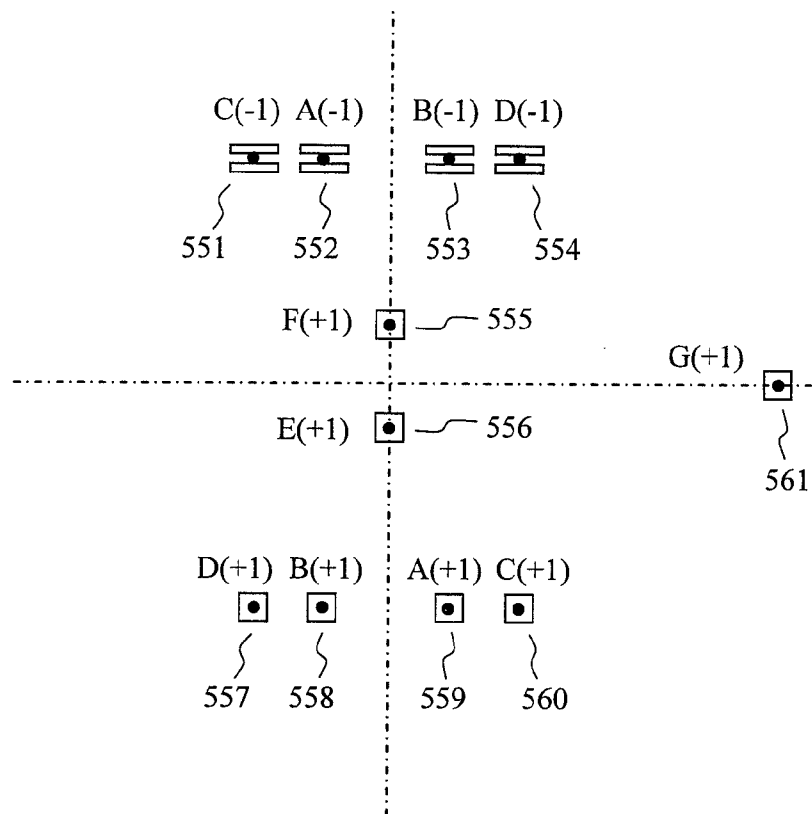 C(-1) A(-1) B(-1) D(-1)
551 552 553 554
F(+1) 555
G(+1)
E(+1) 556
561
D(+1) B(+1) A(+1) C(+1)
557 558 559 560